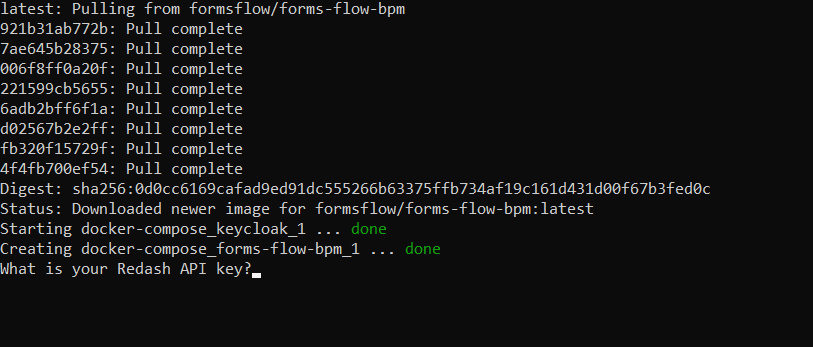 latest: Pulling from formsflow/forms-flow-bpm
921b31ab772b: Pull complete
7ae645b28375: Pull complete
006f8ff0a20f: Pull complete
221599cb5655: Pull complete
6adb2bff6f1a: Pull complete
d02567b2e2ff: Pull complete
fb320f15729f: Pull complete
4f4fb700ef54: Pull complete
Digest: sha256:0d0cc6169cafad9ed91dc555266b63375ffb734af19c161d431d00f67b3fed0c
Status: Downloaded newer image for formsflow/forms-flow-bpm:latest
Starting docker-compose_keycloak_1 ... done
Creating docker-compose_forms-flow-bpm_1 ... done
What is your Redash API key?